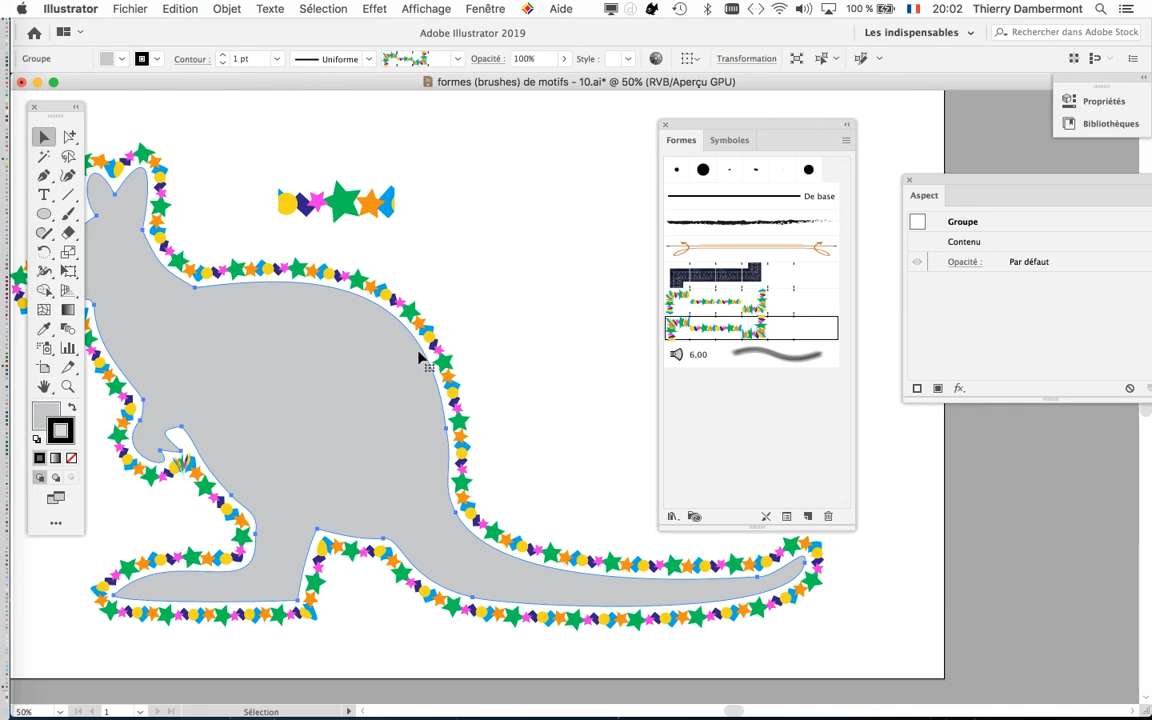 Illustrator Fichier Edition Objet Texte Sélection Effet Affichage Fenêtre Aide 100 % 20:02 Thierry Dambermont
Adobe Illustrator 2019 Les indispensables Rechercher dans Adobe Stock
Groupe Contour : 1 pt Uniforme Opacité : 100% Style : Transformation
formes (brushes) de motifs - 10.ai* @ 50% (RVB/Aperçu GPU)
Propriétés
Bibliothèques
Formes Symboles
De base
6,00
Aspect
Groupe
Contenu
Opacité : Par défaut
fx
50% 1 Sélection